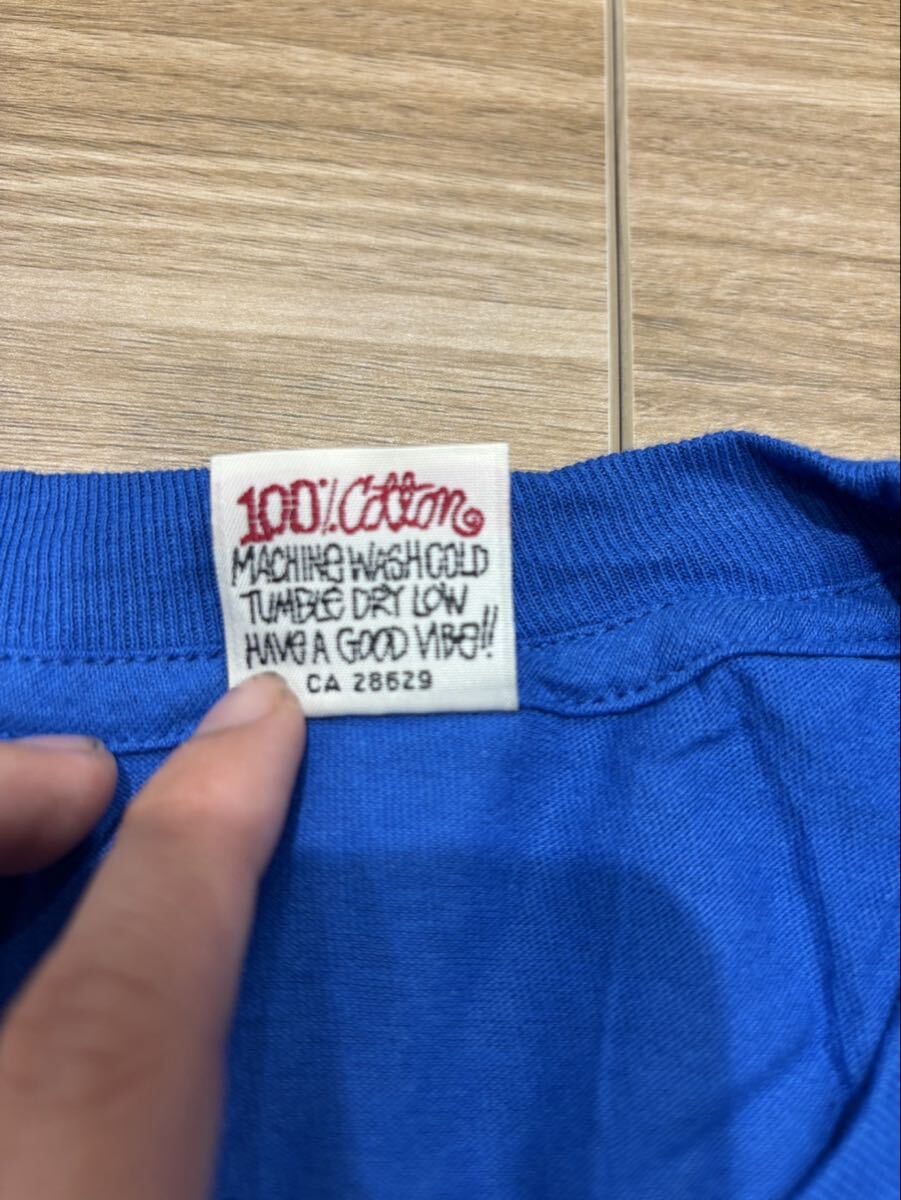 100% Cotton
MACHINE WASH COLD
TUMBLE DRY LOW
HAVE A GOOD VIBE!!
CA 28629